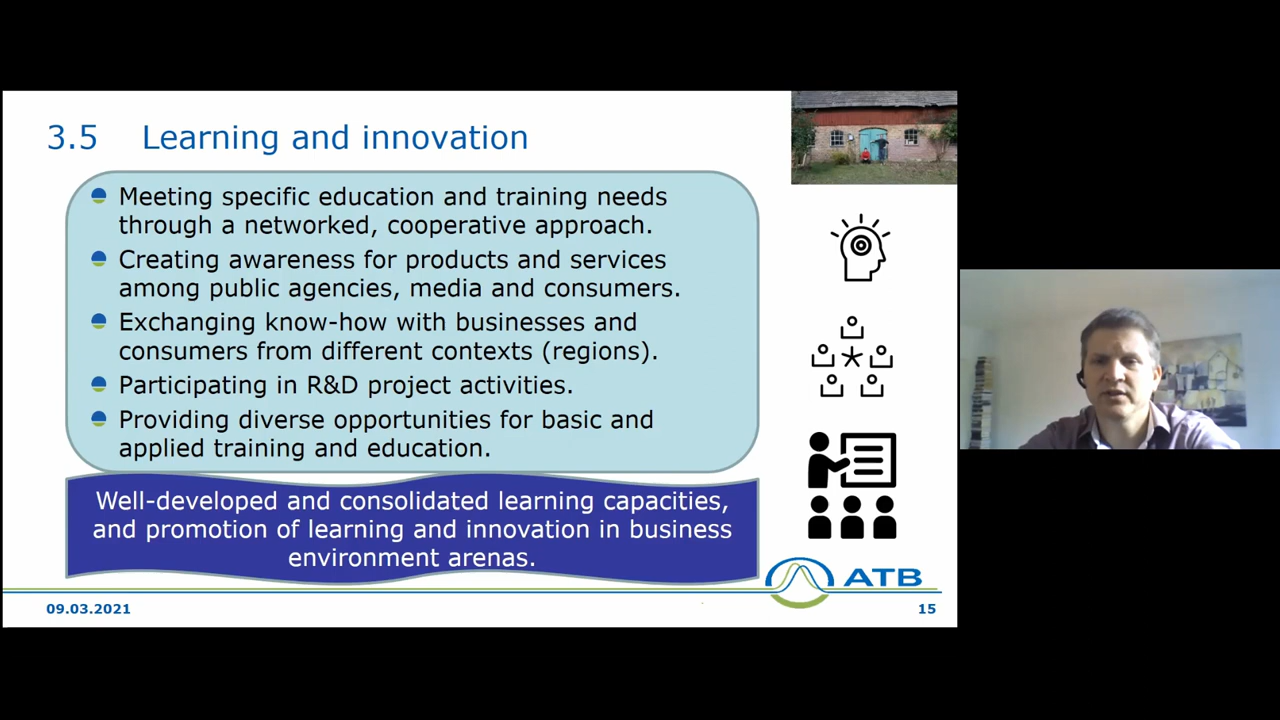 3.5 Learning and innovation
Meeting specific education and training needs
through a networked, cooperative approach.
Creating awareness for products and services
among public agencies, media and consumers.
Exchanging know-how with businesses and
consumers from different contexts (regions).
Participating in R&D project activities.
Providing diverse opportunities for basic and
applied training and education.
Well-developed and consolidated learning capacities,
and promotion of learning and innovation in business
environment arenas.
ATB
09.03.2021
15